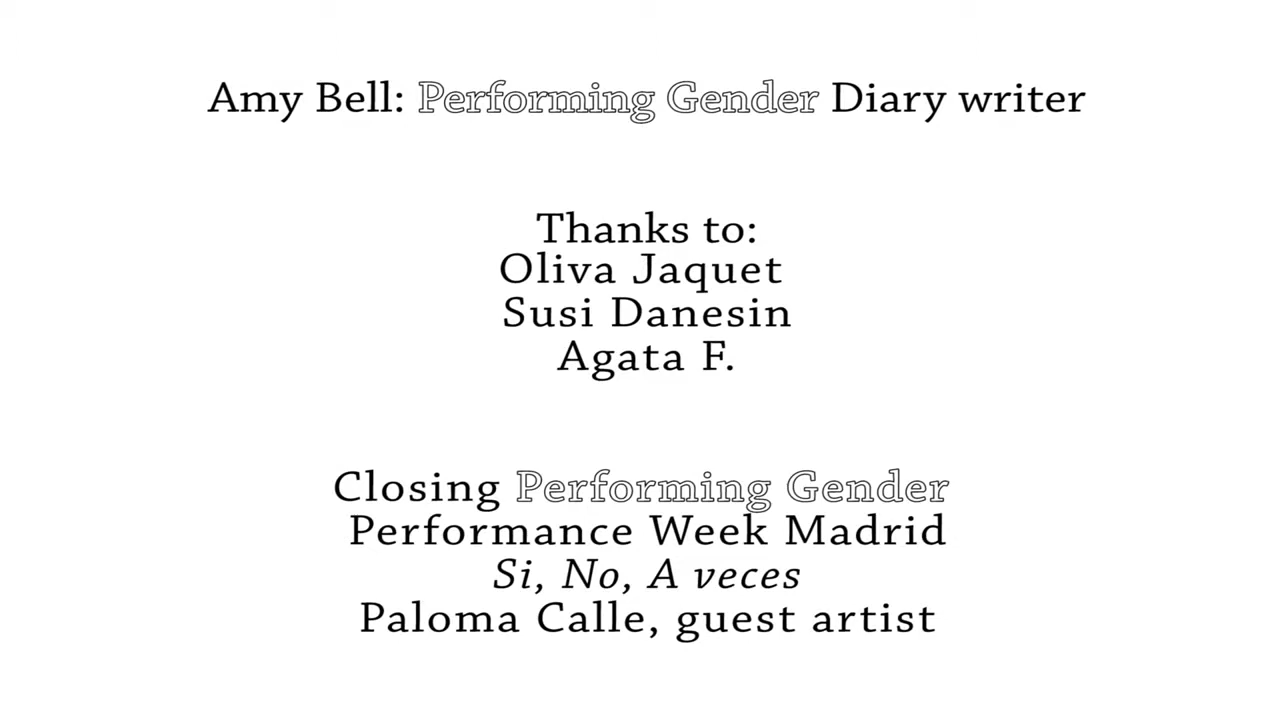 Amy Bell: Performing Gender Diary writer
Thanks to:
Oliva Jaquet
Susi Danesin
Agata F.
Closing Performing Gender
Performance Week Madrid
Si, No, A veces
Paloma Calle, guest artist